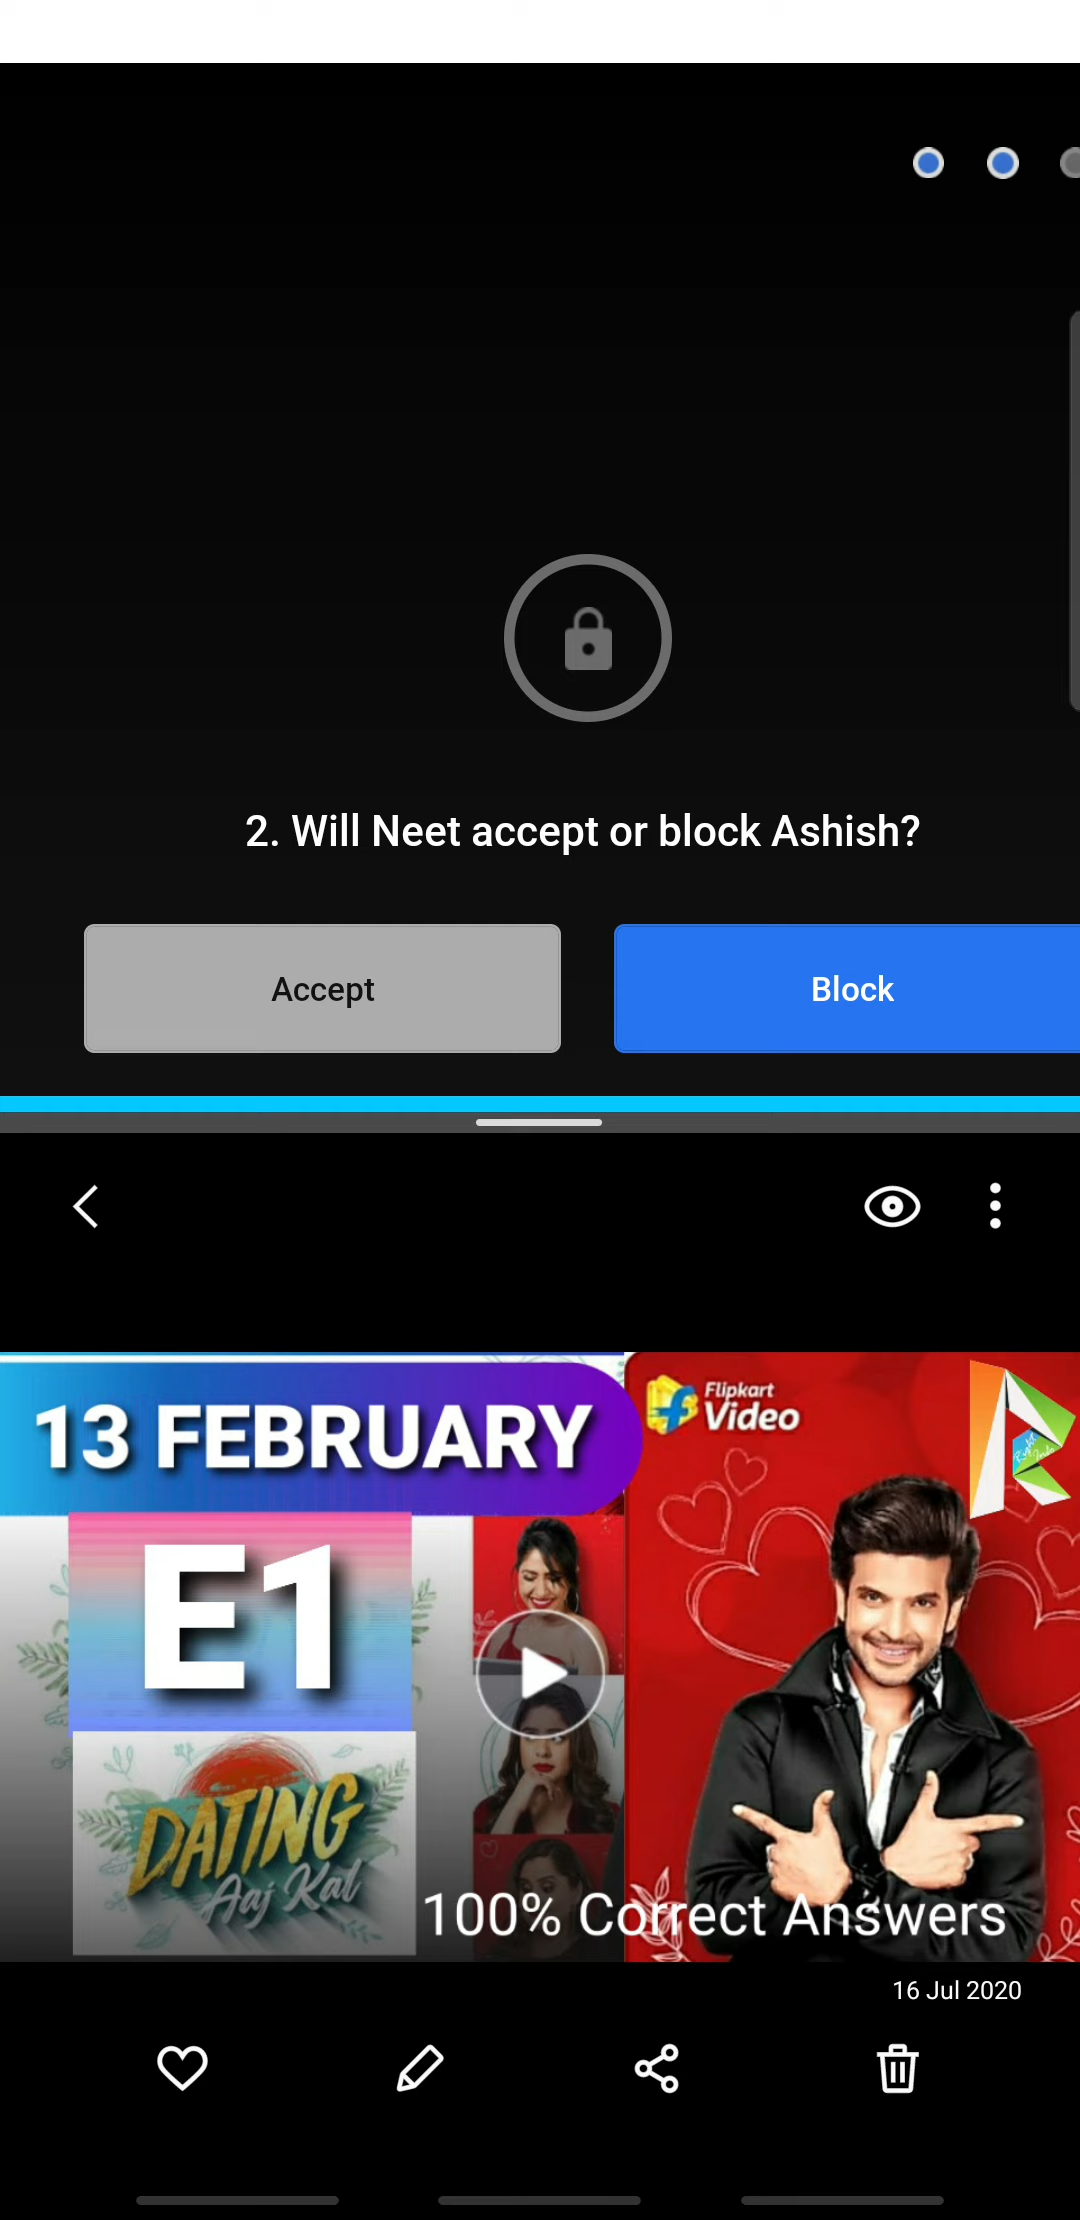 2. Will Neet accept or block Ashish?
Accept
Block
13 FEBRUARY
Flipkart
Video
E1
DATING
Aaj Kal
100% Correct Answers
16 Jul 2020